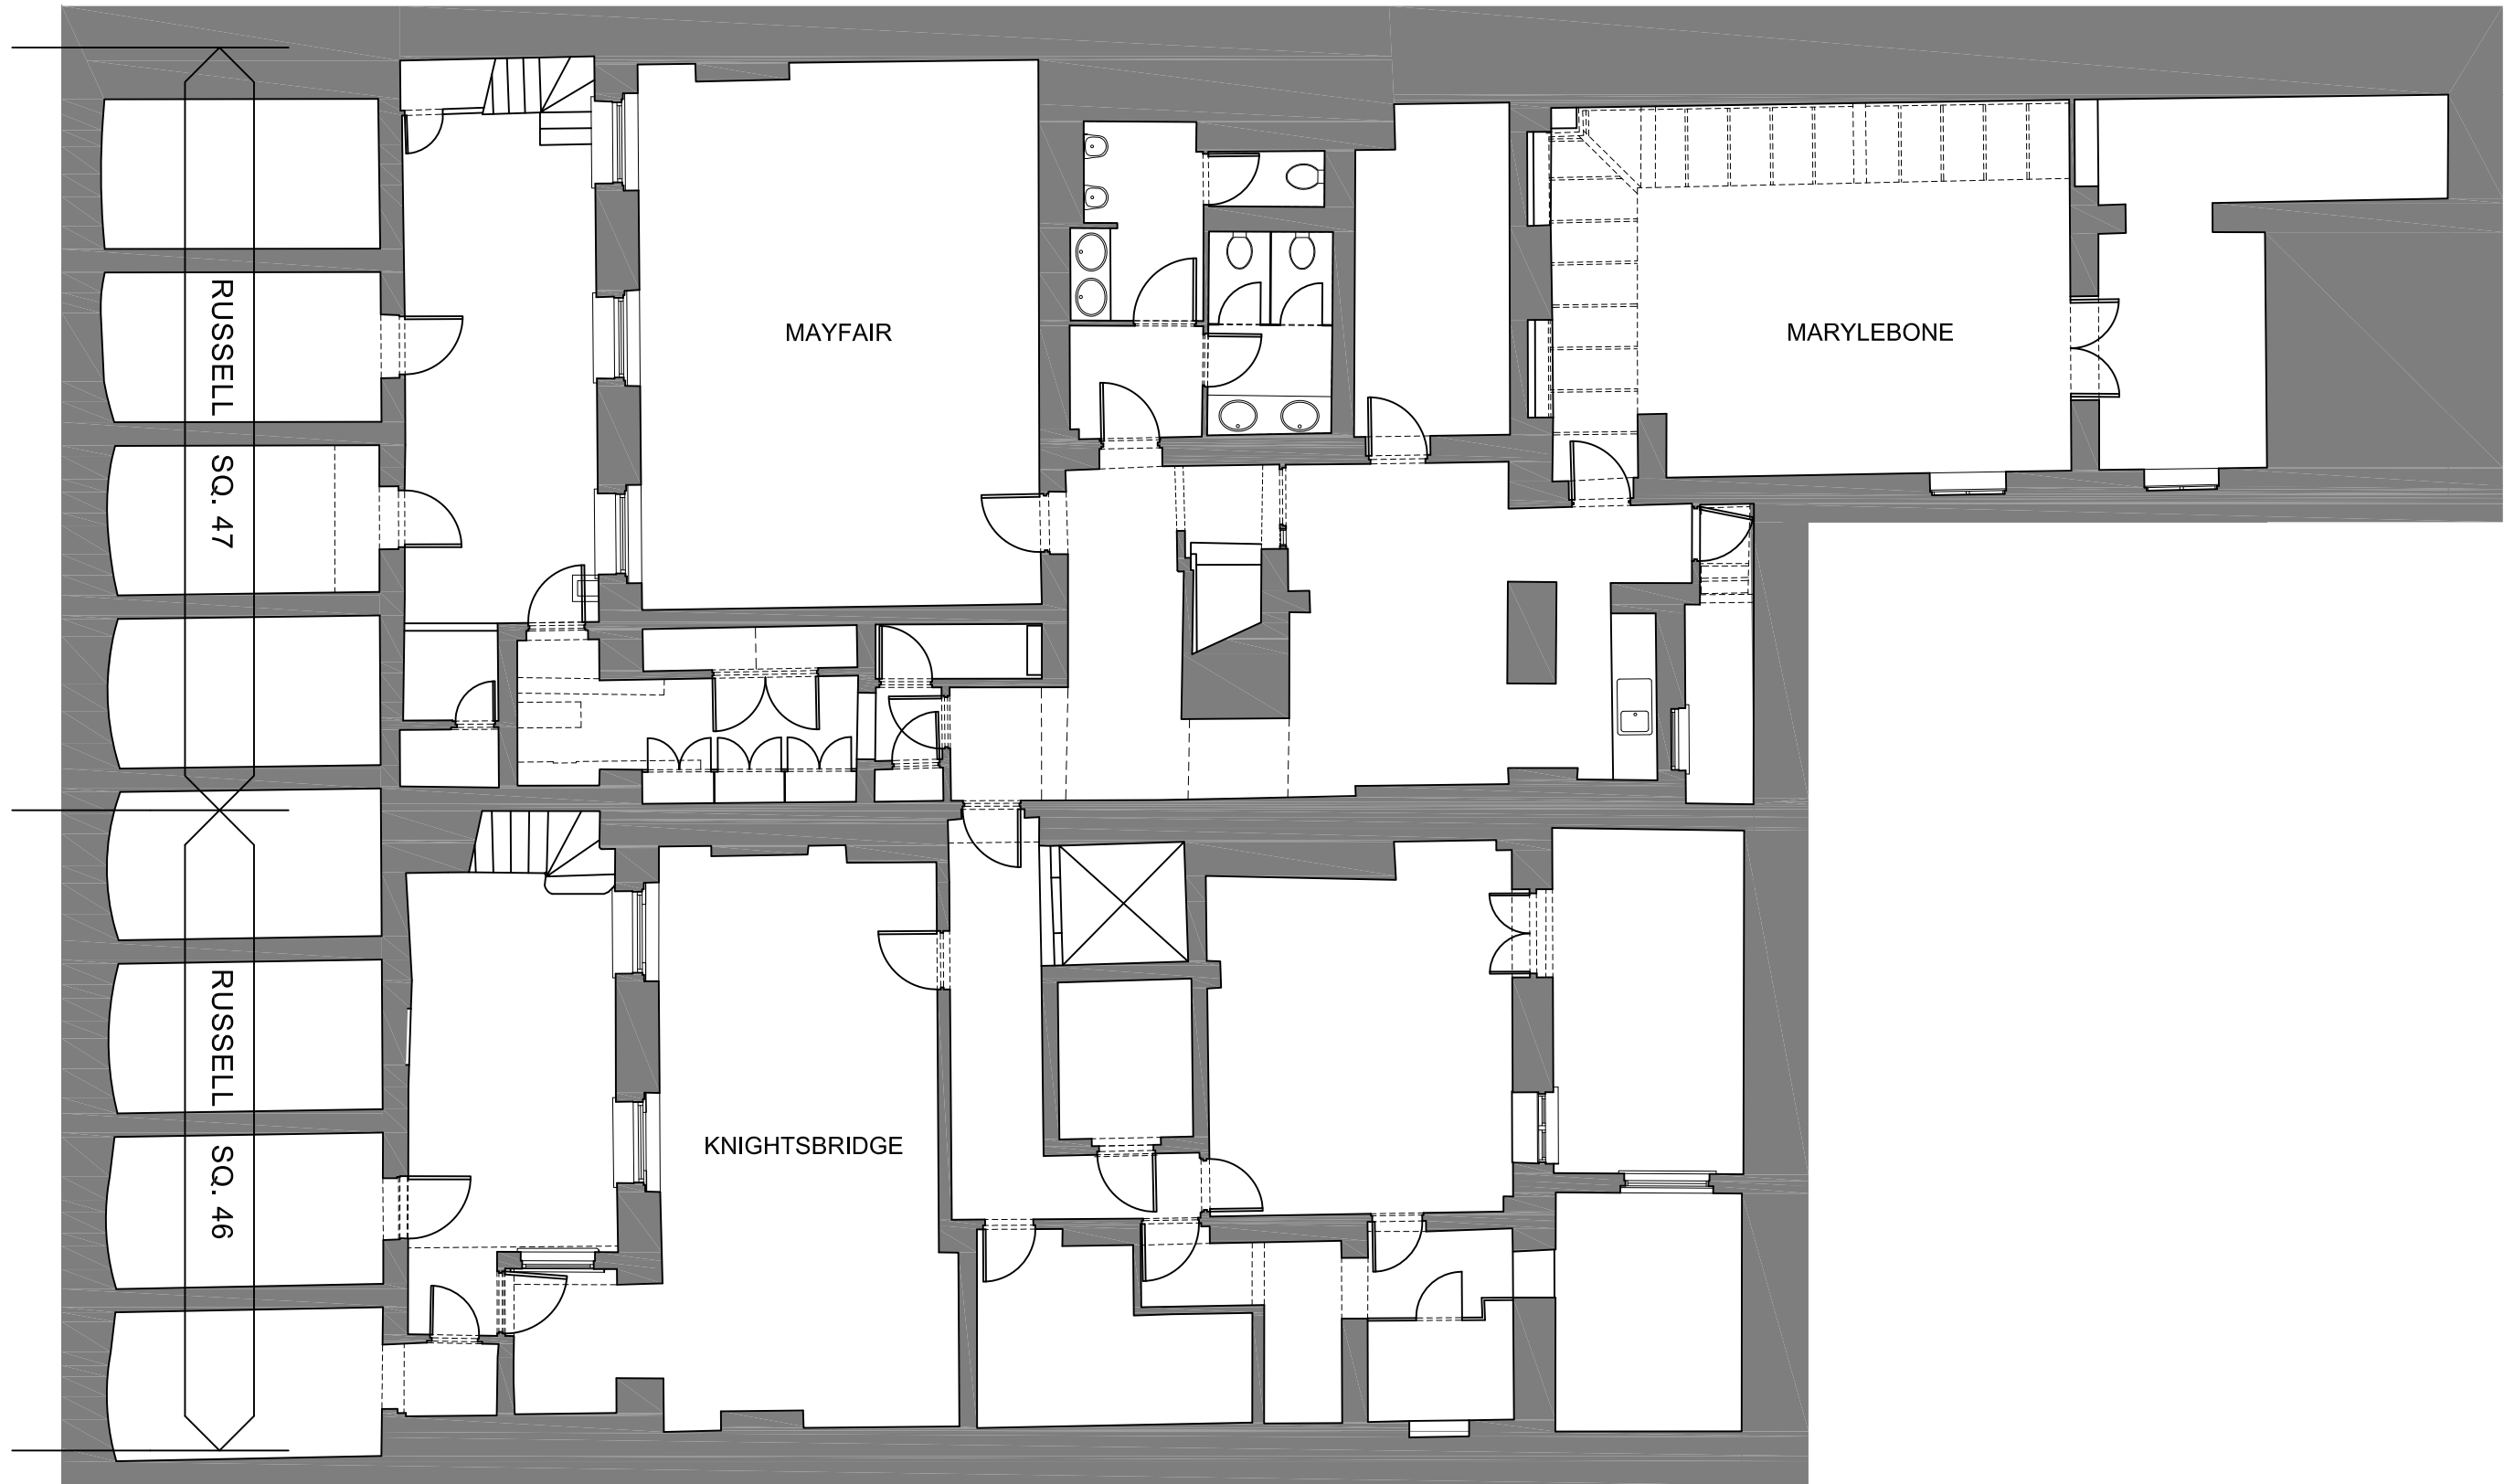 RUSSELL SQ. 47
MAYFAIR
MARYLEBONE
RUSSELL SQ. 46
KNIGHTSBRIDGE